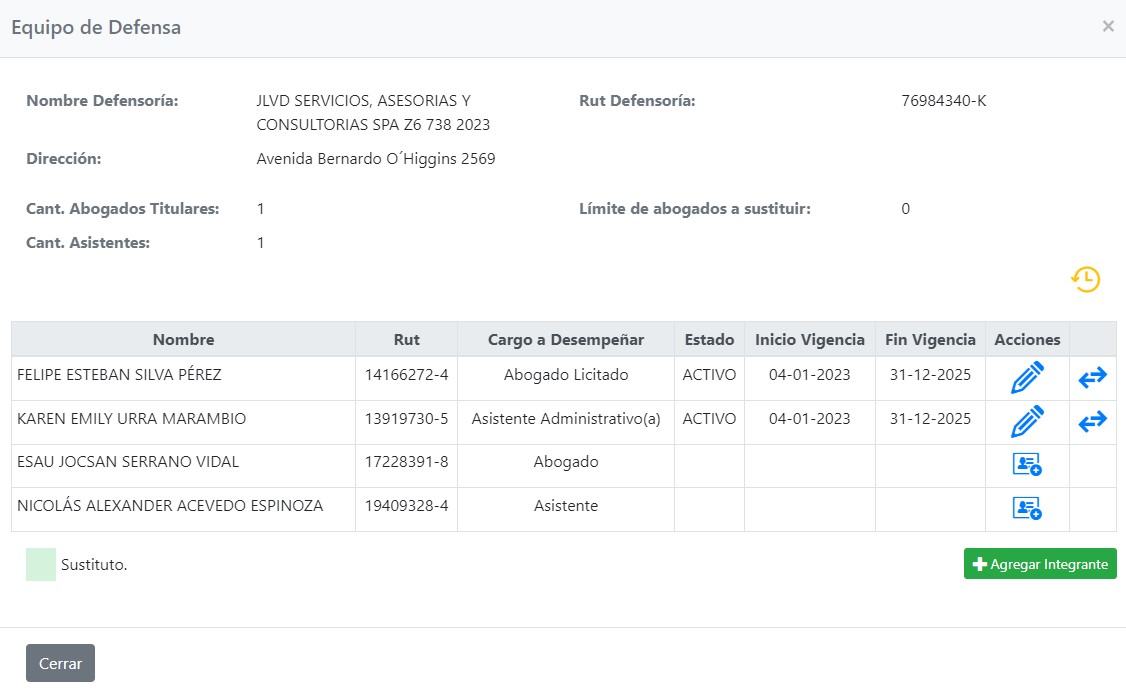 Equipo de Defensa
×
Nombre Defensoría: JLVD SERVICIOS, ASESORIAS Y Rut Defensoría: 76984340-K
CONSULTORIAS SPA Z6 738 2023
Dirección: Avenida Bernardo O´Higgins 2569
Cant. Abogados Titulares: 1 Límite de abogados a sustituir: 0
Cant. Asistentes: 1
Nombre Rut Cargo a Desempeñar Estado Inicio Vigencia Fin Vigencia Acciones
FELIPE ESTEBAN SILVA PÉREZ 14166272-4 Abogado Licitado ACTIVO 04-01-2023 31-12-2025
KAREN EMILY URRA MARAMBIO 13919730-5 Asistente Administrativo(a) ACTIVO 04-01-2023 31-12-2025
ESAU JOCSAN SERRANO VIDAL 17228391-8 Abogado
NICOLÁS ALEXANDER ACEVEDO ESPINOZA 19409328-4 Asistente
Sustituto. Agregar Integrante
Cerrar